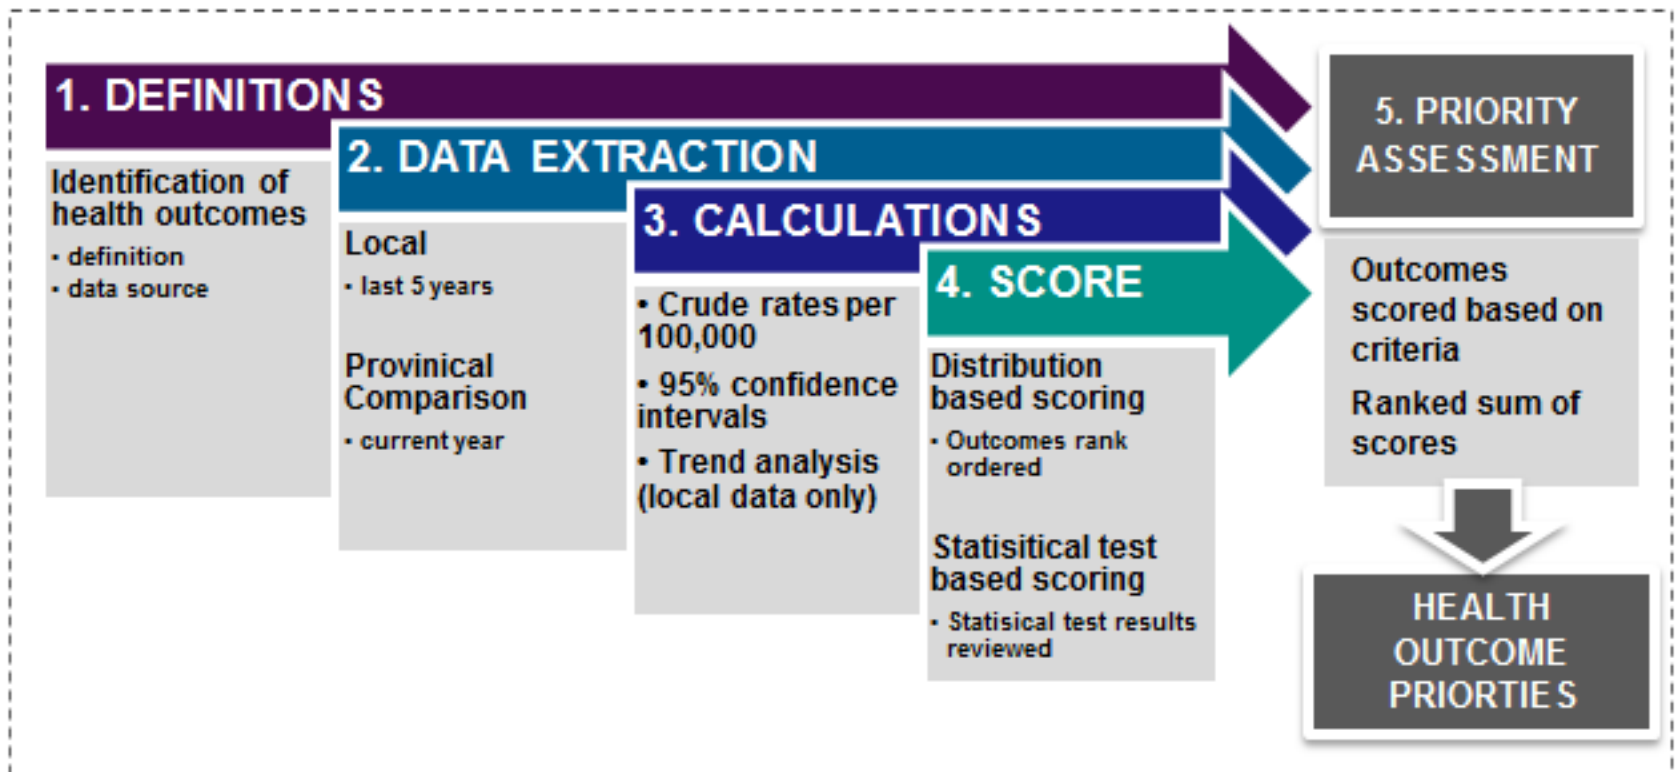 1. DEFINITIONS
Identification of
health outcomes
• definition
• data source
2. DATA EXTRACTION
Local
• last 5 years
Provinical
Comparison
• current year
3. CALCULATIONS
• Crude rates per
100,000
• 95% confidence
intervals
• Trend analysis
(local data only)
4. SCORE
Distribution
based scoring
• Outcomes rank
ordered
Statisitical test
based scoring
• Statisical test results
reviewed
5. PRIORITY
ASSESSMENT
Outcomes
scored based on
criteria
Ranked sum of
scores
HEALTH
OUTCOME
PRIORTIES